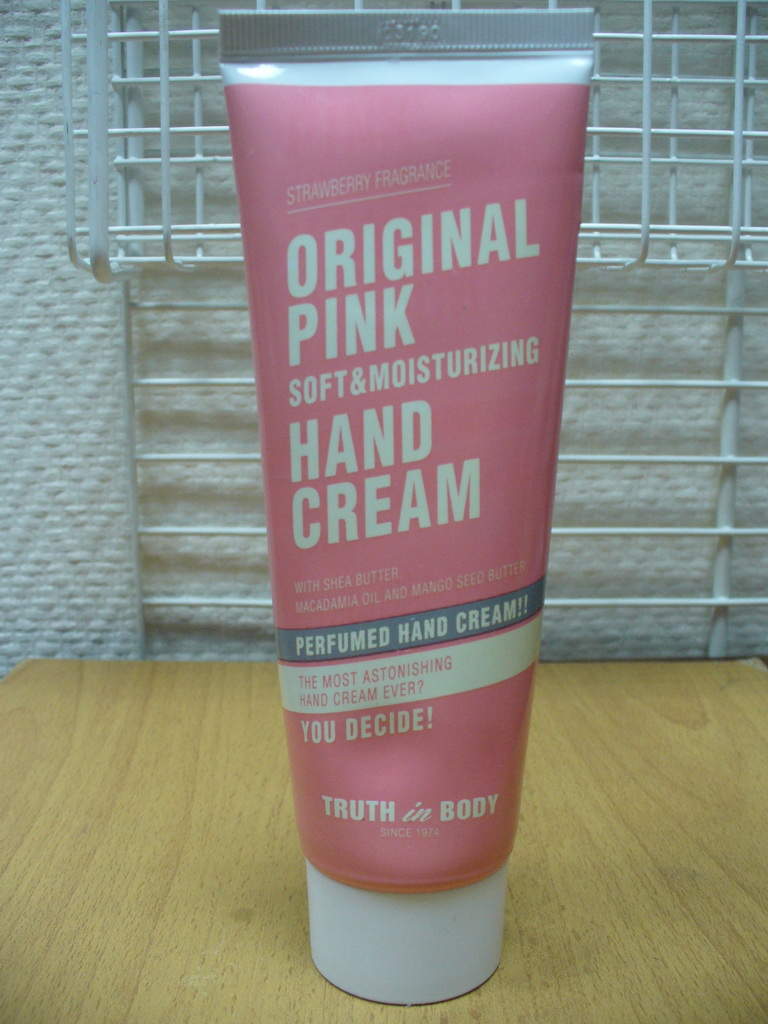 STRAWBERRY FRAGRANCE
ORIGINAL
PINK
SOFT&MOISTURIZING
HAND
CREAM
WITH SHEA BUTTER
MACADAMIA OIL AND MANGO SEED BUTTER
PERFUMED HAND CREAM!!
THE MOST ASTONISHING
HAND CREAM EVER?
YOU DECIDE!
TRUTH in BODY
SINCE 1974